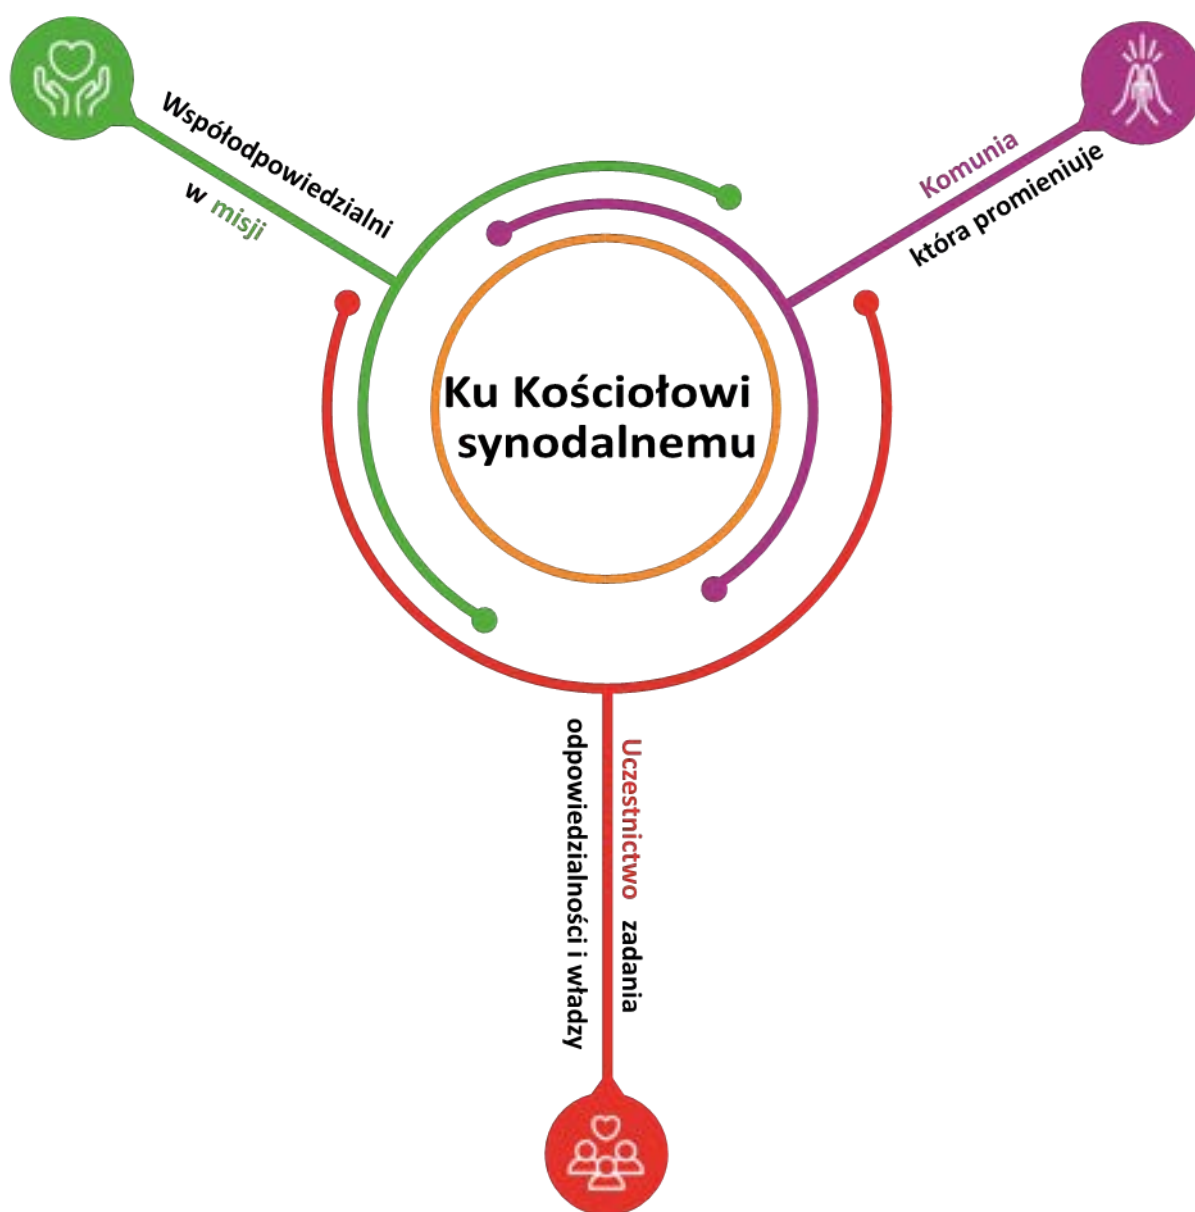 Współodpowiedzialni
w misji
Komunia
która promieniuje
Ku Kościołowi
synodalnemu
Uczestnictwo zadania
odpowiedzialności i władzy